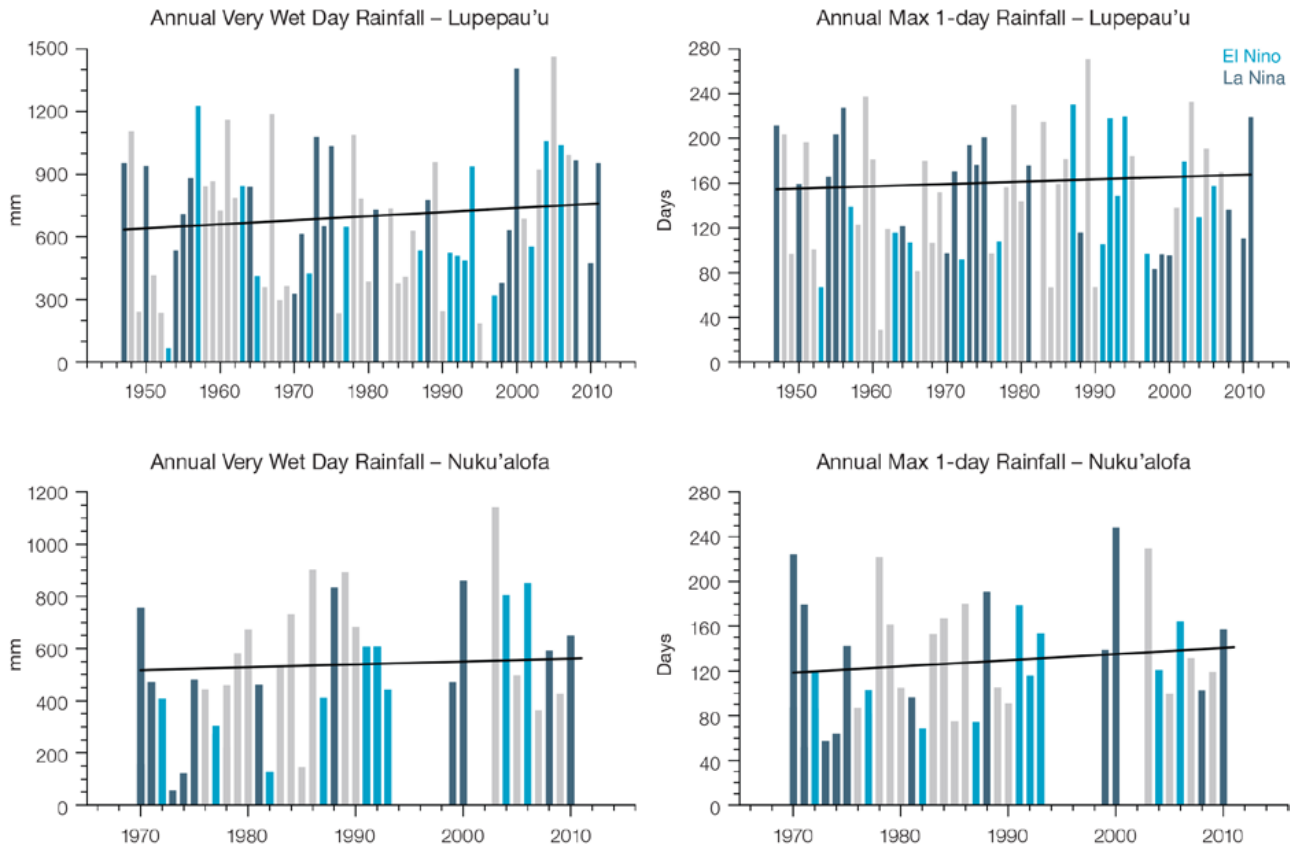 Annual Very Wet Day Rainfall – Lupepau’u
1500
1200
900
600
300
0
mm
1950 1960 1970 1980 1990 2000 2010
Annual Max 1-day Rainfall – Lupepau’u
280
240
200
160
120
80
40
0
Days
El Nino
La Nina
1950 1960 1970 1980 1990 2000 2010
Annual Very Wet Day Rainfall – Nuku’alofa
1200
1000
800
600
400
200
0
mm
1970 1980 1990 2000 2010
Annual Max 1-day Rainfall – Nuku’alofa
280
240
200
160
120
80
40
0
Days
1970 1980 1990 2000 2010